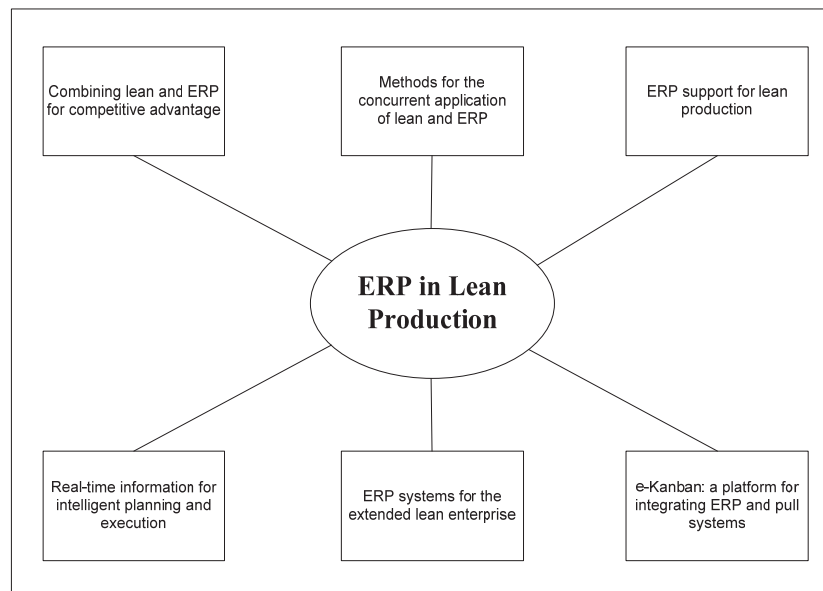 Combining lean and ERP
for competitive advantage
Methods for the
concurrent application
of lean and ERP
ERP support for lean
production
ERP in Lean
Production
Real-time information for
intelligent planning and
execution
ERP systems for the
extended lean enterprise
e-Kanban: a platform for
integrating ERP and pull
systems